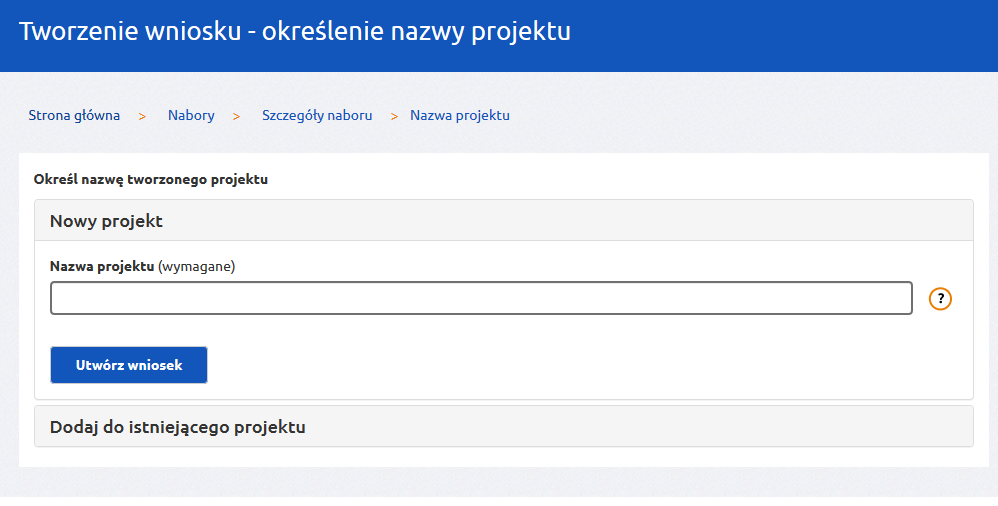 Tworzenie wniosku - określenie nazwy projektu
Strona główna > Nabory > Szczegóły naboru > Nazwa projektu
Określ nazwę tworzonego projektu
Nowy projekt
Nazwa projektu (wymagane)
?
Utwórz wniosek
Dodaj do istniejącego projektu